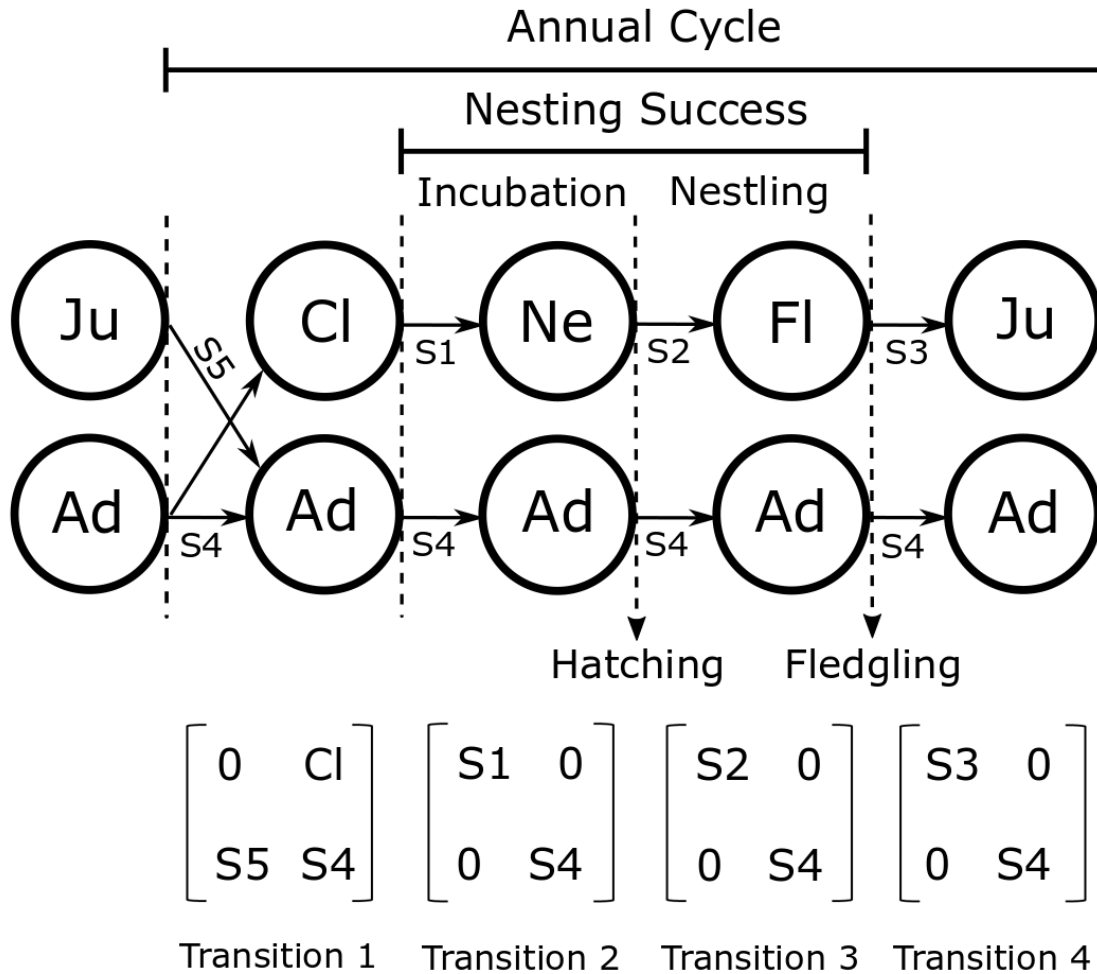 Annual Cycle
Nesting Success
Incubation Nestling
Ju Cl Ne Fl Ju
S5 S1 S2 S3
Ad Ad Ad Ad Ad
S4 S4 S4 S4
Hatching Fledgling
0 Cl S1 0 S2 0 S3 0
S5 S4 0 S4 0 S4 0 S4
Transition 1 Transition 2 Transition 3 Transition 4